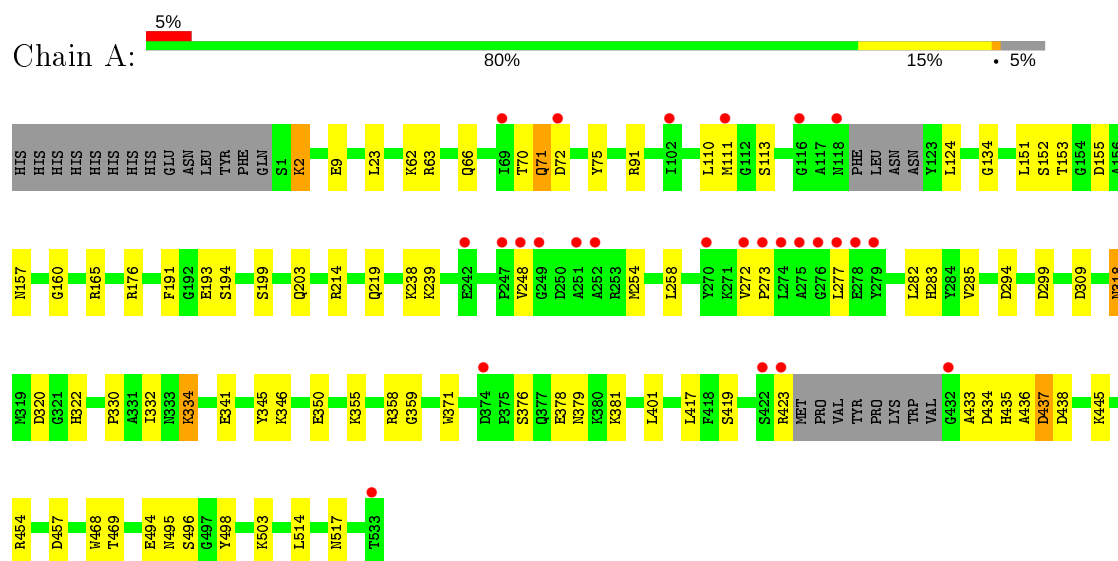 5%
Chain A:
80% 15% • 5%
HIS HIS HIS HIS HIS HIS HIS HIS GLU ASN LEU TYR PHE GLN S1 K2 E9 L23 K62 R63 Q66 I69 T70 Q71 D72 Y75 R91 I102 L110 M111 G112 S113 G116 A117 N118 PHE LEU ASN ASN Y123 L124 G134 L151 S152 T153 G154 D155
N157 G160 R165 R176 F191 G192 E193 S194 S199 Q203 R214 Q219 K238 K239 E242 P247 V248 G249 D250 A251 A252 R253 M254 L258 Y270 K271 V272 P273 L274 A275 G276 L277 E278 Y279 L282 H283 Y284 V285 D294 D299 D309
M319 D320 G321 H322 P330 A331 I332 N333 K334 E341 Y345 K346 E350 K355 R358 G359 W371 D374 P375 S376 Q377 E378 N379 K380 K381 L401 L417 F418 S419 S422 R423 MET PRO VAL TYR PRO LYS TRP VAL G432 A433 D434 H435 A436 D437 D438 K445
R454 D457 W468 T469 E494 N495 S496 G497 Y498 K503 L514 N517 T533